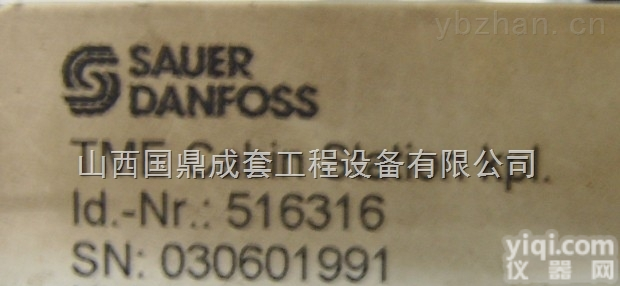 ybzhan.cn
SAUER
DANFOSS
山西国鼎成套工程设备有限公司
Id.-Nr.: 516316
SN: 030601991
yiqi.com
仪器网